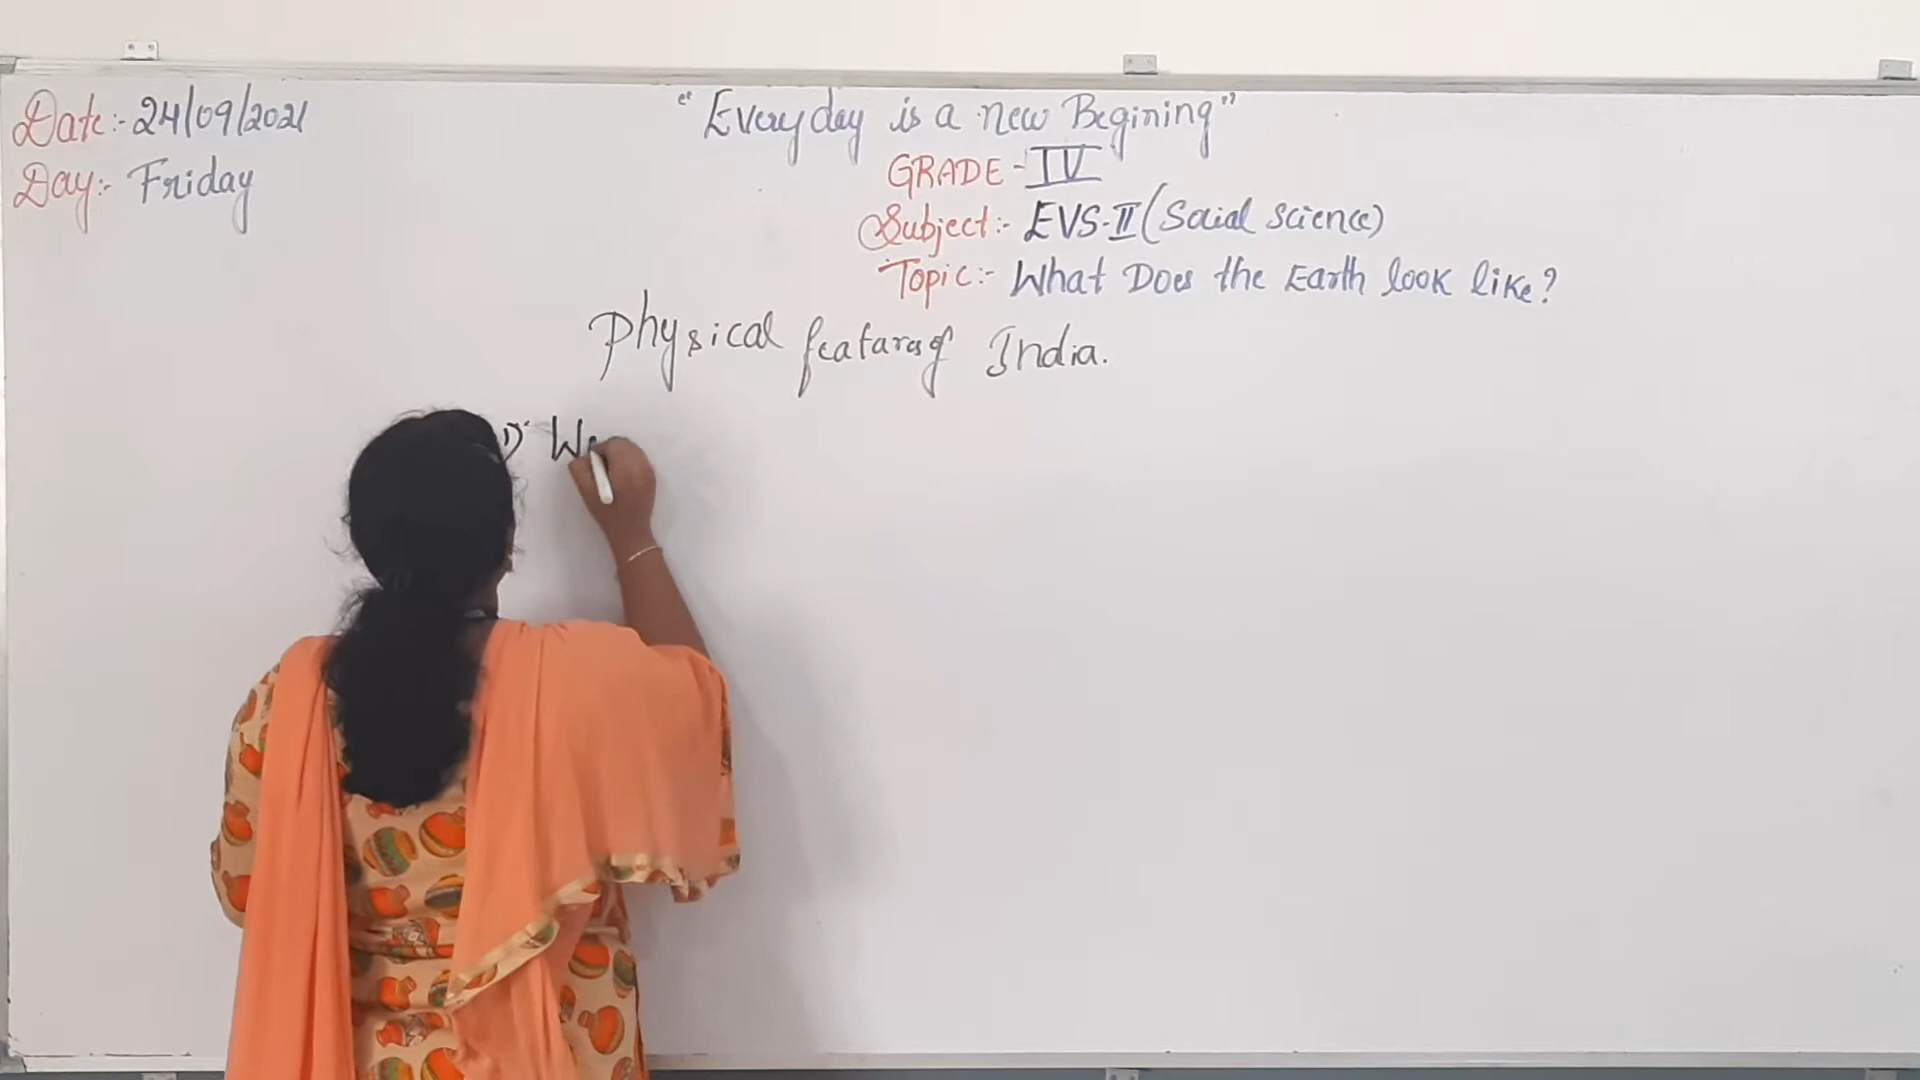 Date:- 24/09/2021
Day:- Friday
"Everyday is a new Begining"
GRADE - IV
Subject:- EVS-II (Social Science)
Topic:- What Does the Earth look like?
Physical features of India.